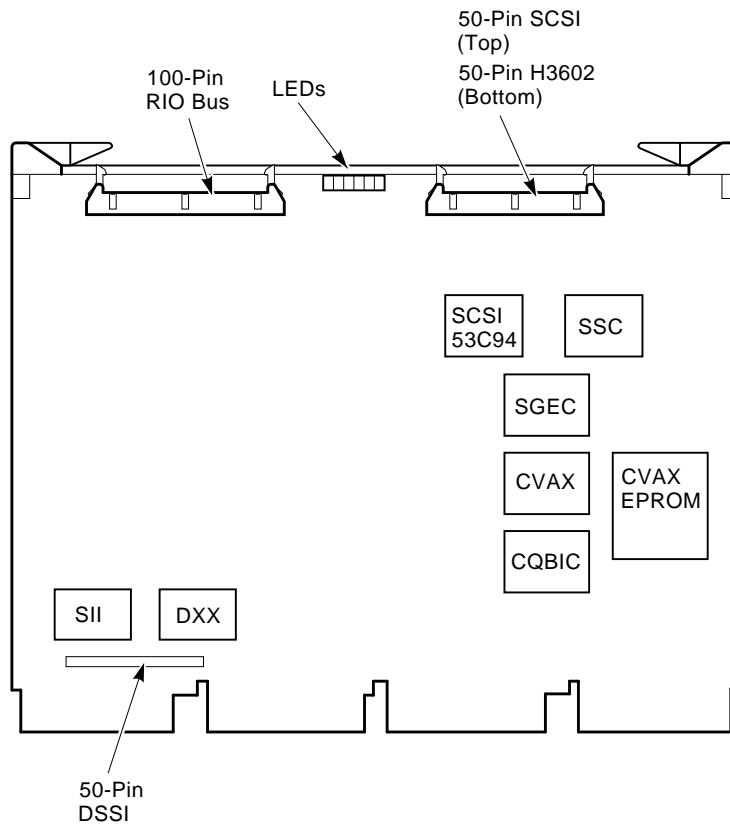 50-Pin SCSI
(Top)
50-Pin H3602
(Bottom)
100-Pin
RIO Bus
LEDs
SCSI
53C94
SSC
SGEC
CVAX
CVAX
EPROM
CQBIC
SII
DXX
50-Pin
DSSI